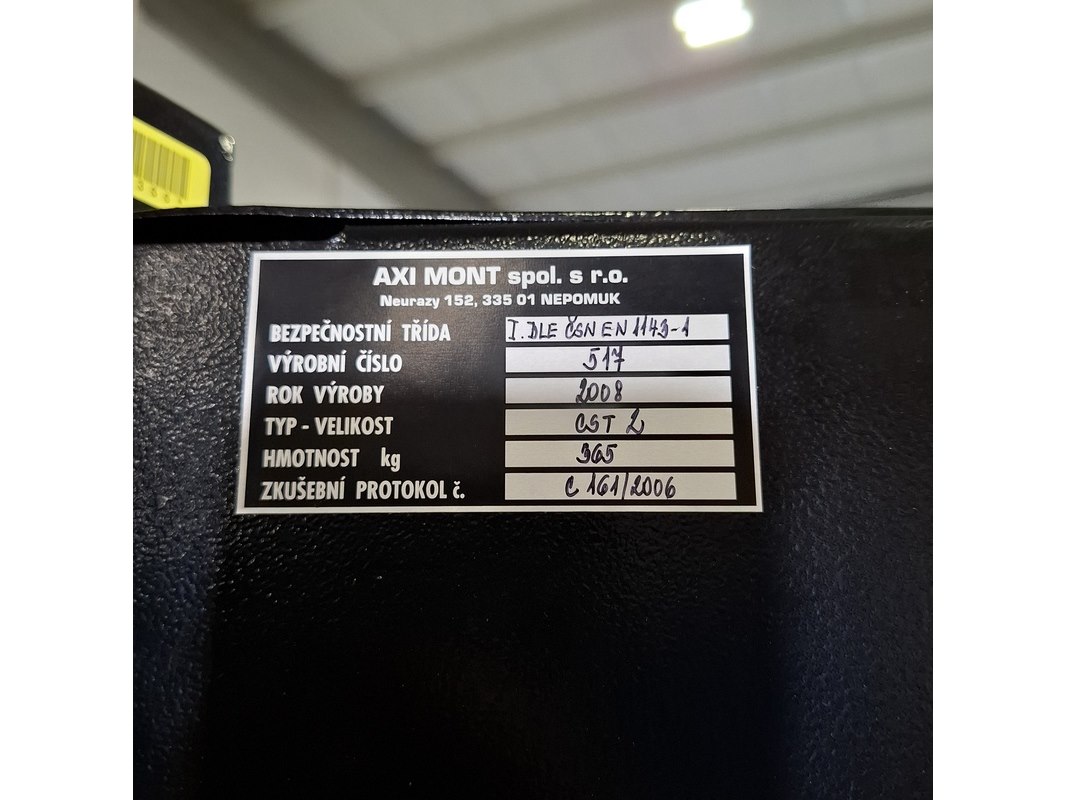 AXI MONT spol. s r.o.
Neurazy 152, 335 01 NEPOMUK
BEZPEČNOSTNÍ TŘÍDA I. DLE ČSN EN 1143-1
VÝROBNÍ ČÍSLO 517
ROK VÝROBY 2008
TYP - VELIKOST CST 2
HMOTNOST kg 365
ZKUŠEBNÍ PROTOKOL č. C 161/2006